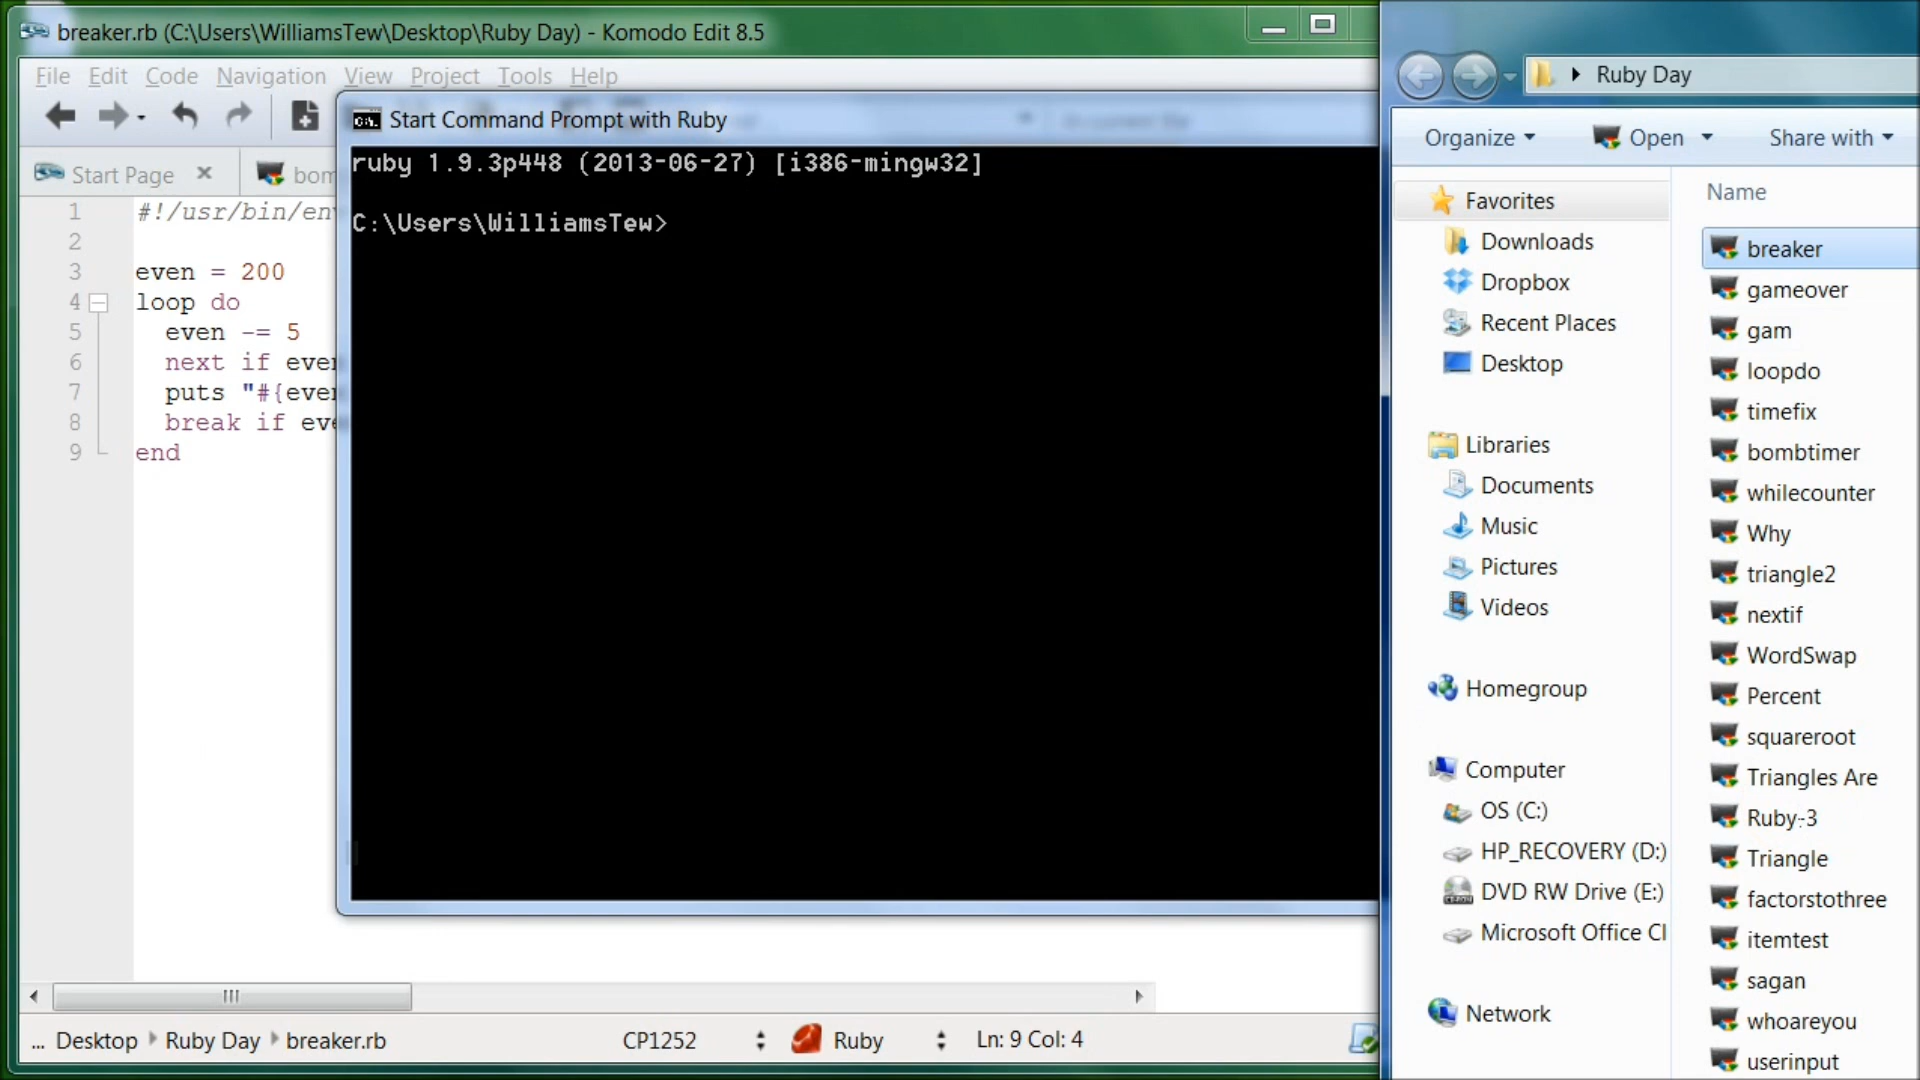 breaker.rb (C:\Users\WilliamsTew\Desktop\Ruby Day) - Komodo Edit 8.5
File Edit Code Navigation View Project Tools Help
Start Page
bom
1 #!/usr/bin/env
2
3 even = 200
4 loop do
5 even -= 5
6 next if even
7 puts "#{even
8 break if eve
9 end
... Desktop Ruby Day breaker.rb CP1252 Ruby Ln: 9 Col: 4
Start Command Prompt with Ruby
ruby 1.9.3p448 (2013-06-27) [i386-mingw32]
C:\Users\WilliamsTew>
Ruby Day
Organize Open Share with
Favorites
Downloads
Dropbox
Recent Places
Desktop
Libraries
Documents
Music
Pictures
Videos
Homegroup
Computer
OS (C:)
HP_RECOVERY (D:)
DVD RW Drive (E:)
Microsoft Office Cl
Network
Name
breaker
gameover
gam
loopdo
timefix
bombtimer
whilecounter
Why
triangle2
nextif
WordSwap
Percent
squareroot
Triangles Are
Ruby-3
Triangle
factorstothree
itemtest
sagan
whoareyou
userinput